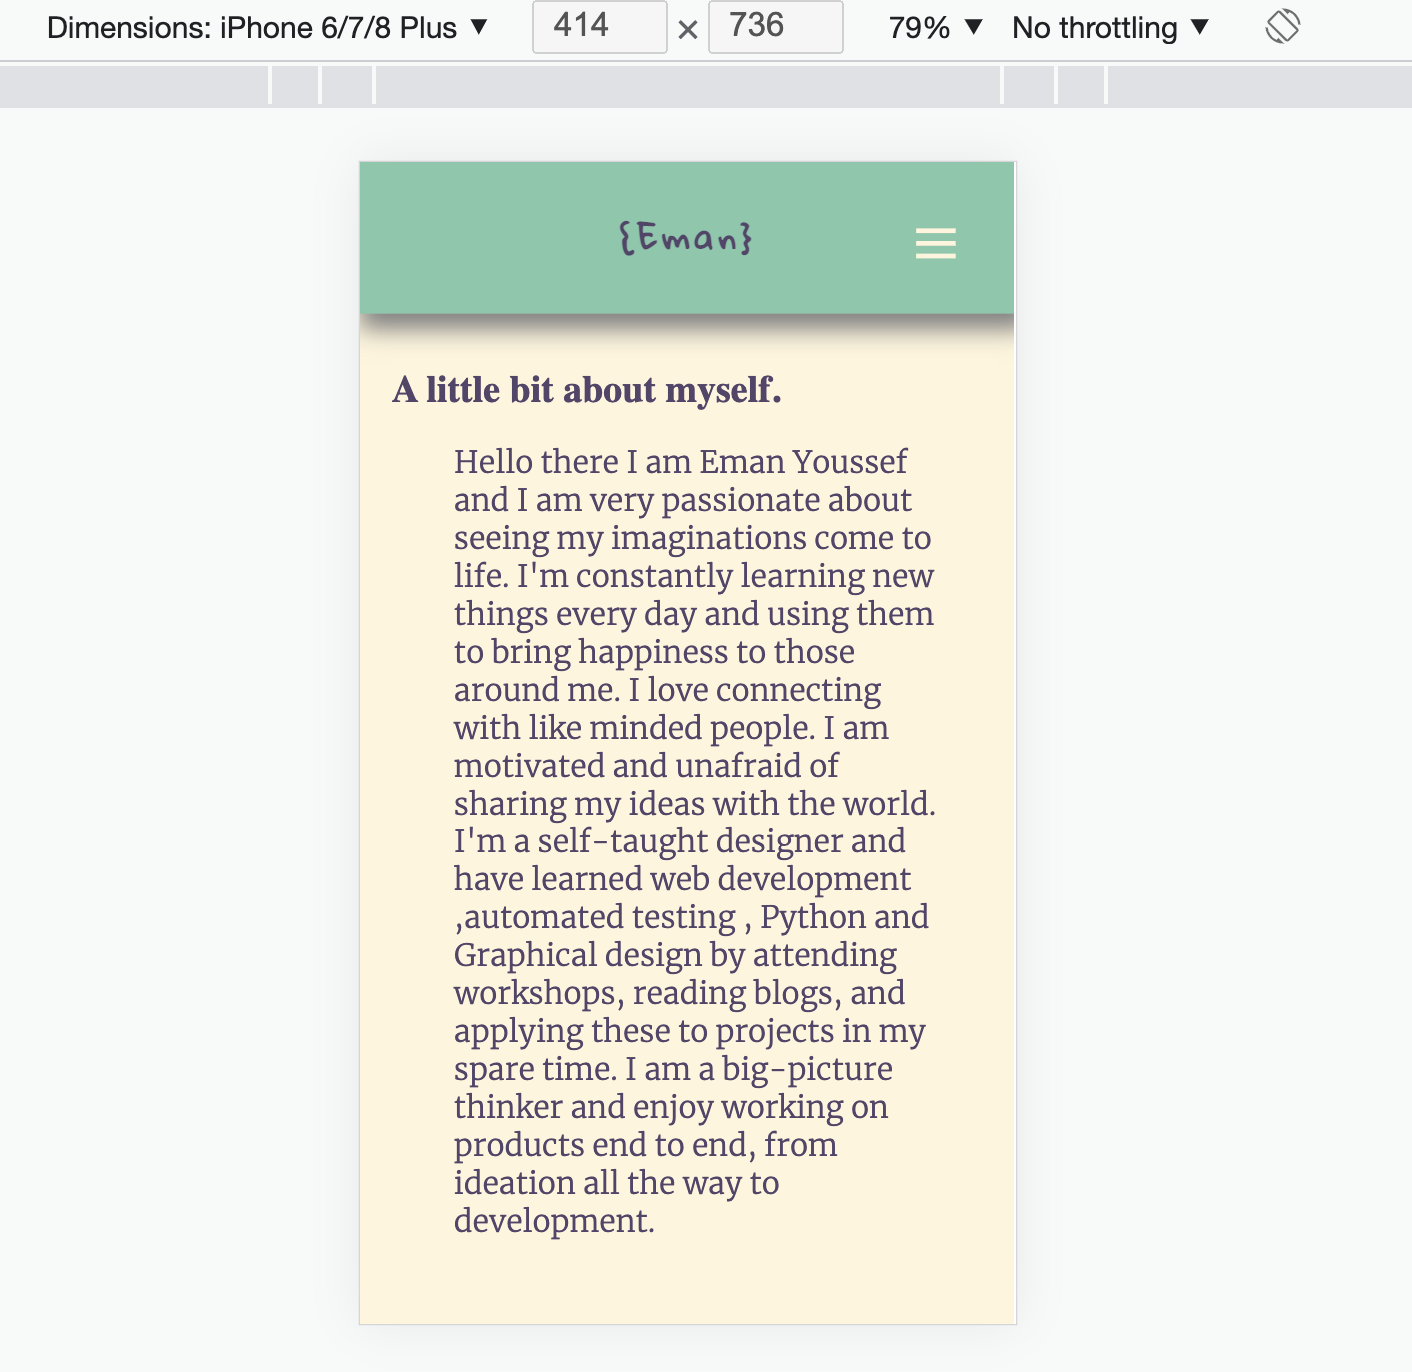 Dimensions: iPhone 6/7/8 Plus ▼ 414 × 736 79% ▼ No throttling ▼
{Eman}
A little bit about myself.
Hello there I am Eman Youssef
and I am very passionate about
seeing my imaginations come to
life. I'm constantly learning new
things every day and using them
to bring happiness to those
around me. I love connecting
with like minded people. I am
motivated and unafraid of
sharing my ideas with the world.
I'm a self-taught designer and
have learned web development
,automated testing , Python and
Graphical design by attending
workshops, reading blogs, and
applying these to projects in my
spare time. I am a big-picture
thinker and enjoy working on
products end to end, from
ideation all the way to
development.